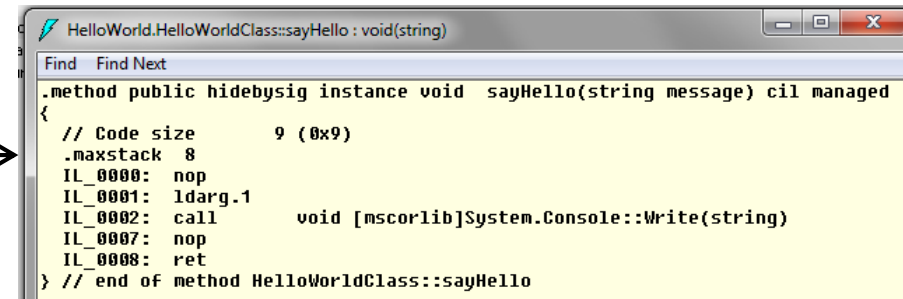 HelloWorld.HelloWorldClass::sayHello : void(string)
Find Find Next
.method public hidebysig instance void  sayHello(string message) cil managed
{
  // Code size       9 (0x9)
  .maxstack  8
  IL_0000:  nop
  IL_0001:  ldarg.1
  IL_0002:  call       void [mscorlib]System.Console::Write(string)
  IL_0007:  nop
  IL_0008:  ret
} // end of method HelloWorldClass::sayHello